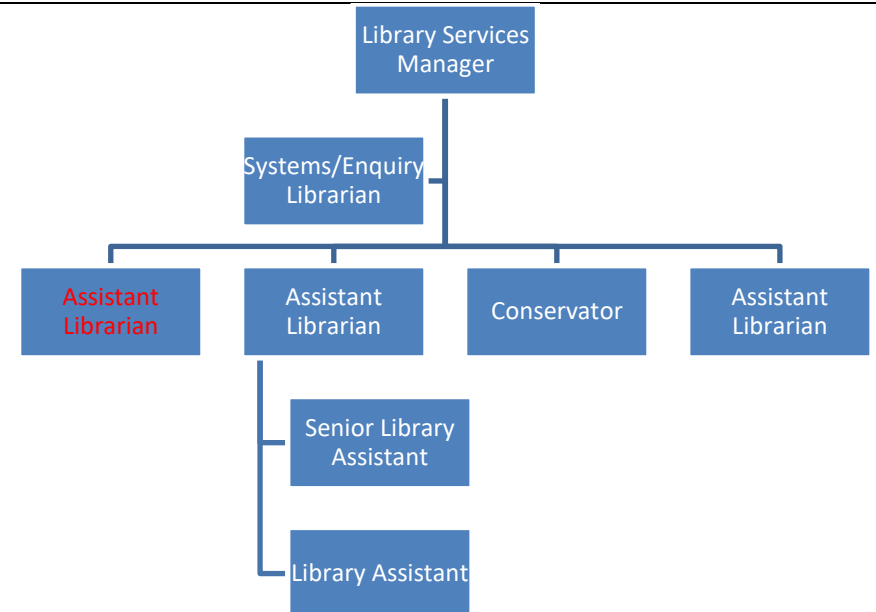 Library Services
Manager
Systems/Enquiry
Librarian
Assistant
Librarian
Assistant
Librarian
Conservator
Assistant
Librarian
Senior Library
Assistant
Library Assistant